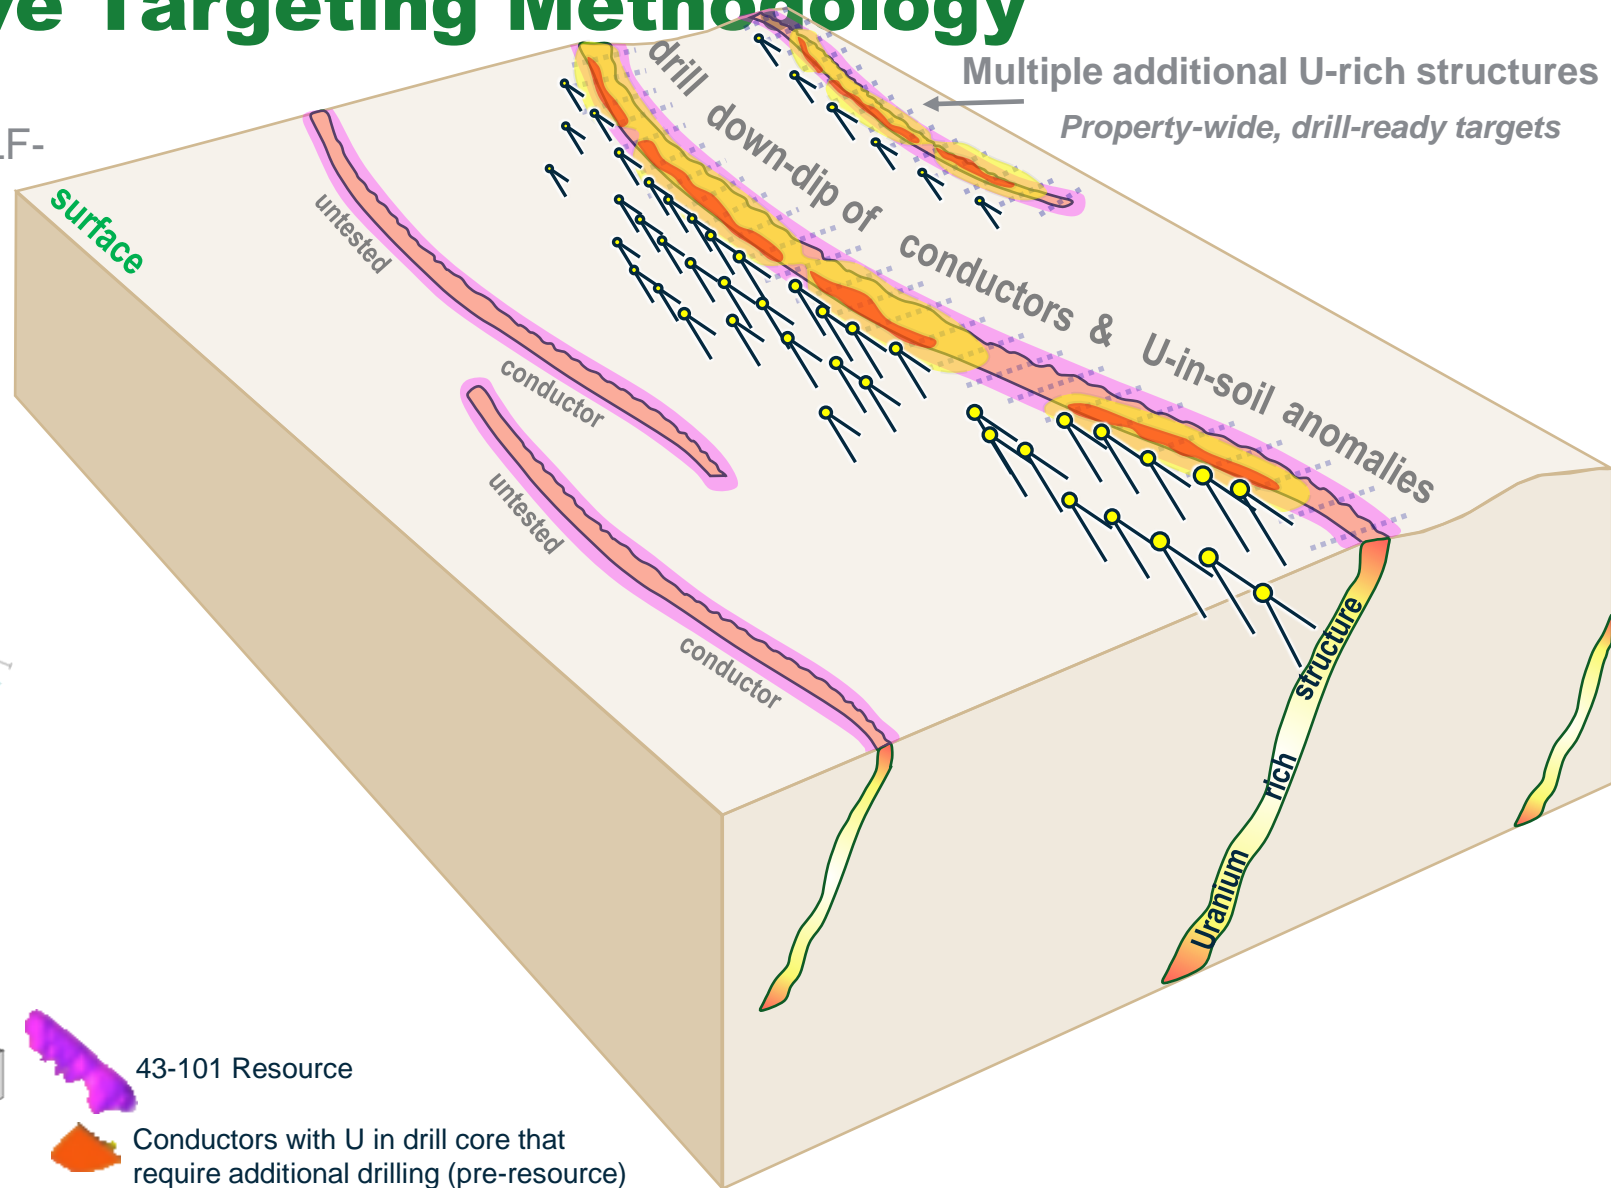 ve Targeting Methodology
Multiple additional U-rich structures
Property-wide, drill-ready targets
LF-
surface
drill down-dip of conductors & U-in-soil anomalies
untested
conductor
untested
conductor
structure
rich
Uranium
43-101 Resource
Conductors with U in drill core that
require additional drilling (pre-resource)